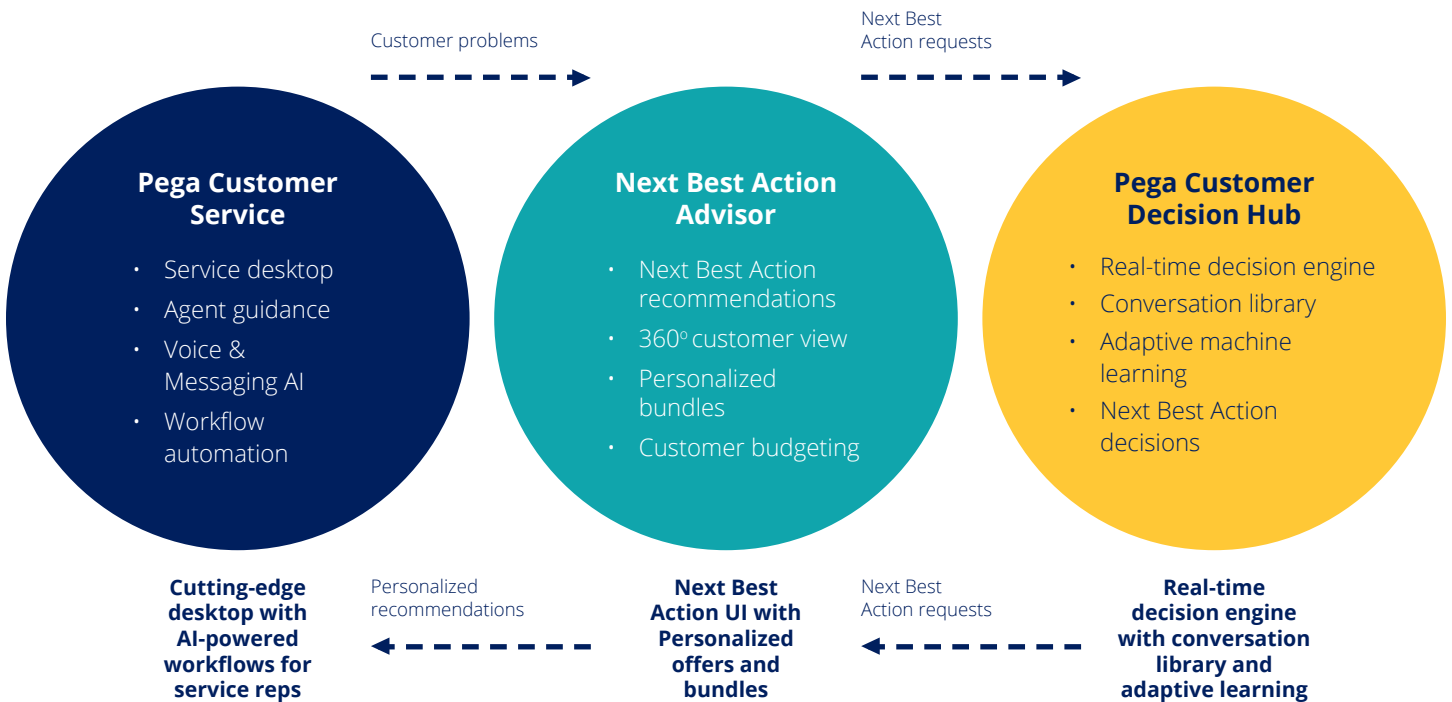 Customer problems
Next Best
Action requests
Pega Customer
Service
• Service desktop
• Agent guidance
• Voice &
Messaging AI
• Workflow
automation
Next Best Action
Advisor
• Next Best Action
recommendations
• 360º customer view
• Personalized
bundles
• Customer budgeting
Pega Customer
Decision Hub
• Real-time decision engine
• Conversation library
• Adaptive machine
learning
• Next Best Action
decisions
Cutting-edge
desktop with
AI-powered
workflows for
service reps
Personalized
recommendations
Next Best
Action UI with
Personalized
offers and
bundles
Next Best
Action requests
Real-time
decision engine
with conversation
library and
adaptive learning